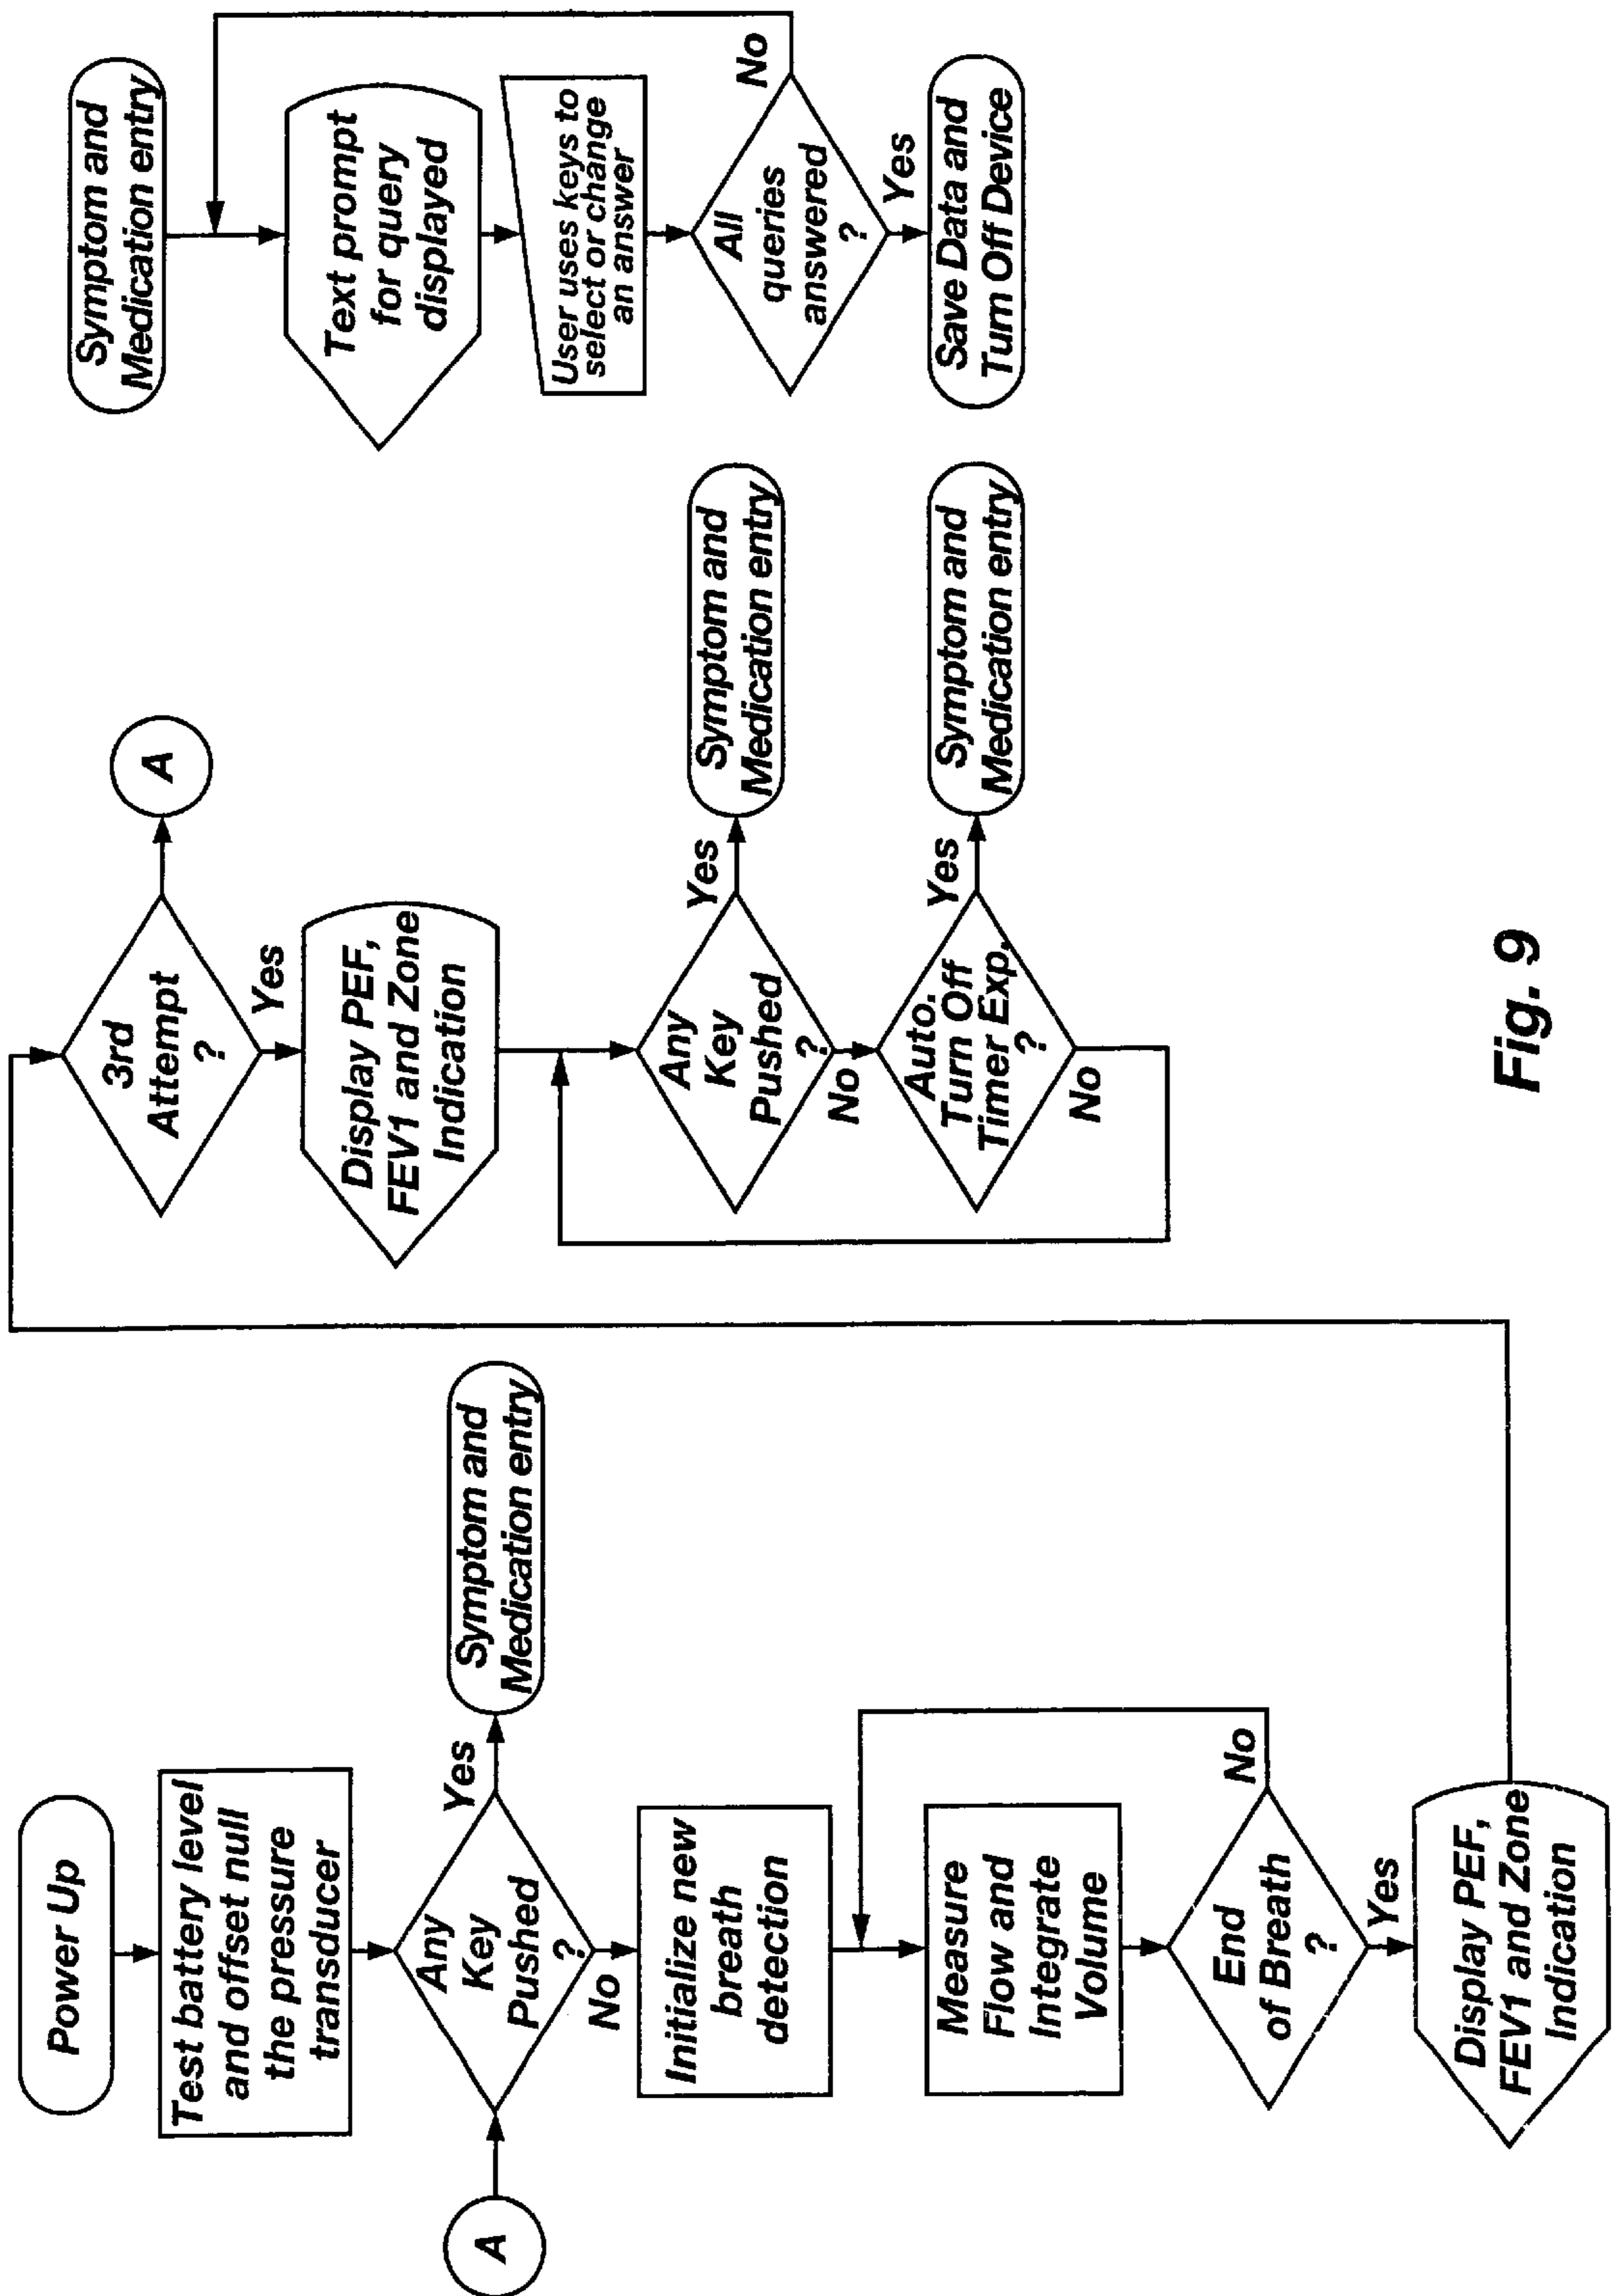 Power Up
Test battery level
and offset null
the pressure
transducer
A
Any
Key
Pushed
?
Yes
Symptom and
Medication entry
No
Initialize new
breath
detection
Measure
Flow and
Integrate
Volume
End
of Breath
?
No
Yes
Display PEF,
FEV1 and Zone
Indication
3rd
Attempt
?
A
Yes
Display PEF,
FEV1 and Zone
Indication
Any
Key
Pushed
?
Yes
Symptom and
Medication entry
No
Auto.
Turn Off
Timer Exp.
?
Yes
Symptom and
Medication entry
No
Symptom and
Medication entry
Text prompt
for query
displayed
User uses keys to
select or change
an answer
All
queries
answered
?
No
Yes
Save Data and
Turn Off Device
Fig. 9